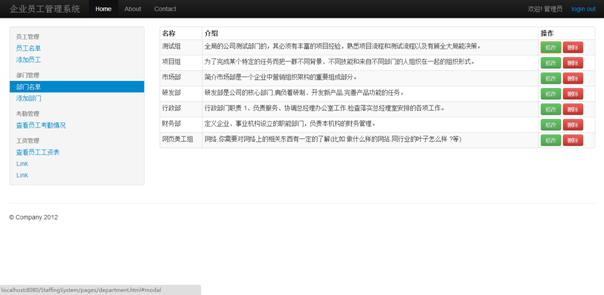 企业员工管理系统 Home About Contact 欢迎! 管理员 login out
员工管理
员工名单
添加员工
部门管理
部门名单
添加部门
考勤管理
查看员工考勤情况
工资管理
查看员工工资表
Link
Link
名称 介绍 操作
测试组 全局的公司测试部门的，其必须有丰富的项目经验，熟悉项目流程和测试流程以及有质全大局能决策。 修改 删除
项目组 为了完成某个特定的任务而把一群不同背景、不同技能和来自不同部门的人组织在一起的组织形式。 修改 删除
市场部 简介市场部是一个企业中营销组织架构的重要组成部分。 修改 删除
研发部 研发部是公司的核心部门,肩负着研制、开发新产品,完善产品功能的任务。 修改 删除
行政部 行政部门职责 1、负责服务、协调总经理办公室工作,检查落实总经理室安排的各项工作。 修改 删除
财务部 定义企业、事业机构设立的职能部门，负责本机构的财务管理。 修改 删除
网页美工组 网络,你需要对网络上的相关东西有一定的了解(比如:做什么样的网站,同行业的叶子怎么样 ?等) 修改 删除
© Company 2012
localhost:8080/StaffingSystem/pages/department.html#modal